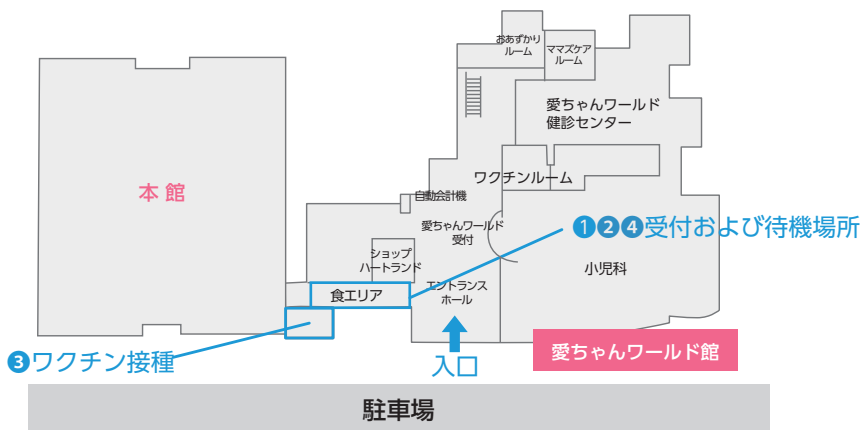 おあずかり
ルーム
ママズケア
ルーム
愛ちゃんワールド
健診センター
本 館
ワクチンルーム
自動会計機
愛ちゃんワールド
受付
❶❷❹受付および待機場所
ショップ
ハートランド
小児科
食エリア
エントランス
ホール
❸ワクチン接種
入口
愛ちゃんワールド館
駐車場